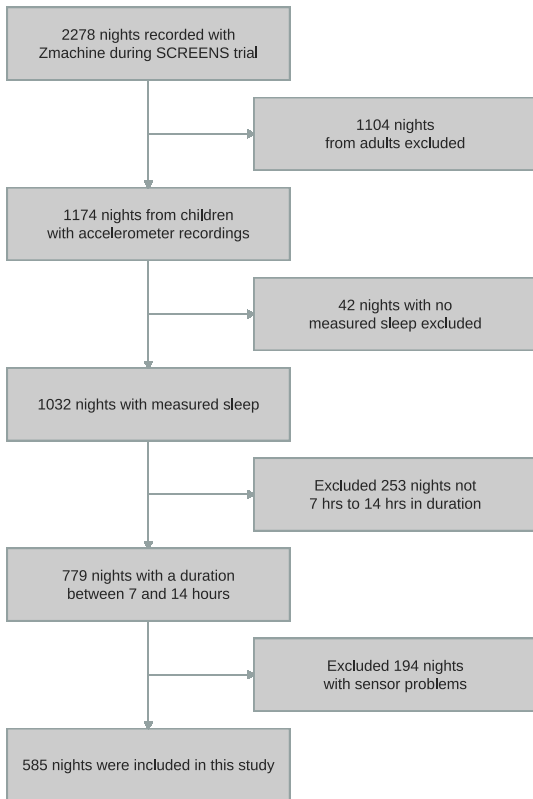 2278 nights recorded with
Zmachine during SCREENS trial
1104 nights
from adults excluded
1174 nights from children
with accelerometer recordings
42 nights with no
measured sleep excluded
1032 nights with measured sleep
Excluded 253 nights not
7 hrs to 14 hrs in duration
779 nights with a duration
between 7 and 14 hours
Excluded 194 nights
with sensor problems
585 nights were included in this study